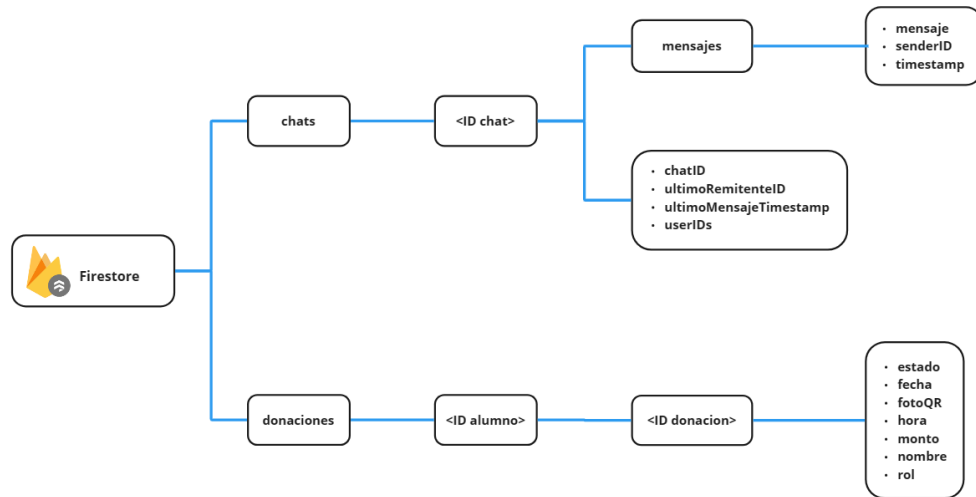 mensajes
• mensaje
• senderID
• timestamp
chats
<ID chat>
• chatID
• ultimoRemitenteID
• ultimoMensajeTimestamp
• userIDs
Firestore
donaciones
<ID alumno>
<ID donacion>
• estado
• fecha
• fotoQR
• hora
• monto
• nombre
• rol